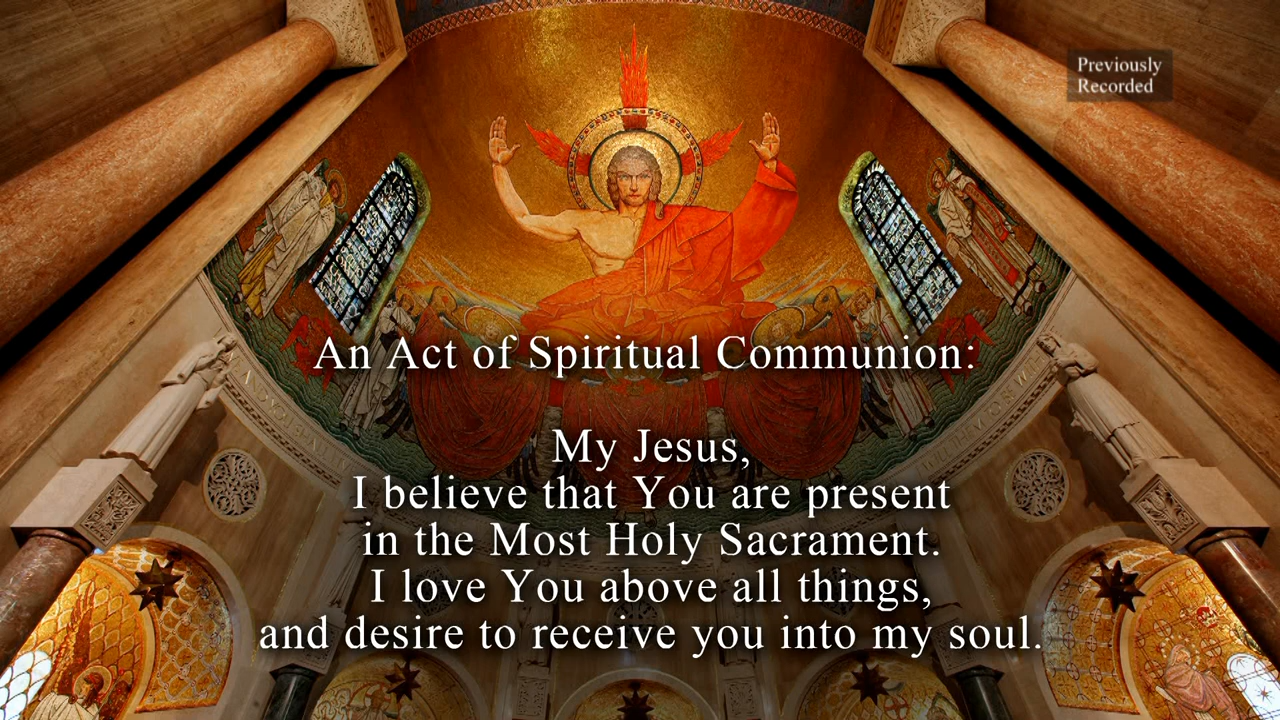 Previously
Recorded
An Act of Spiritual Communion:
My Jesus,
I believe that You are present
in the Most Holy Sacrament.
I love You above all things,
and desire to receive you into my soul.